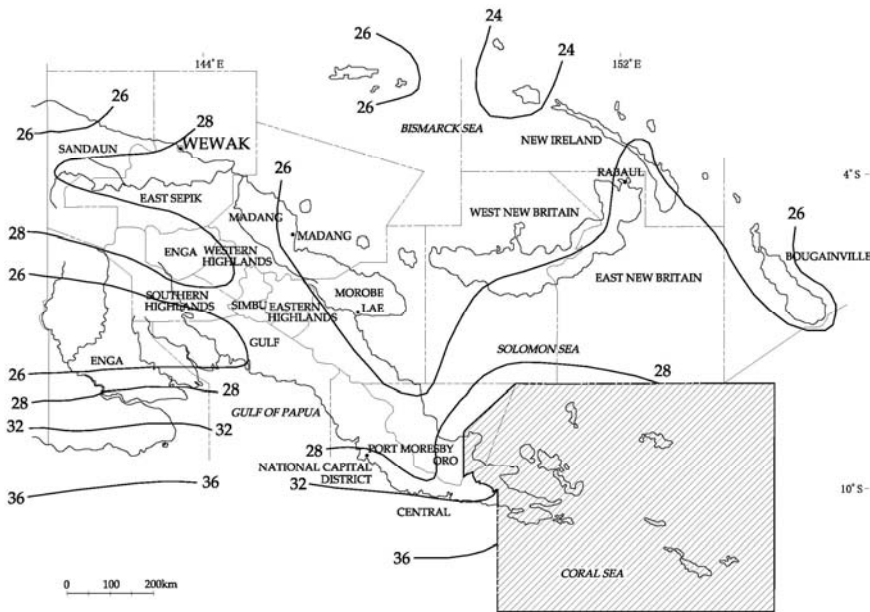 24
26
24
144° E
152° E
26
26
28
BISMARCK SEA
26
WEWAK
NEW IRELAND
SANDAUN
26
RABAUL
4° S
EAST SEPIK
MADANG
WEST NEW BRITAIN
26
28
MADANG
ENGA
WESTERN
HIGHLANDS
BOUGAINVILLE
26
EAST NEW BRITAIN
SOUTHERN
HIGHLANDS
SIMBU
EASTERN
HIGHLANDS
MOROBE
LAE
GULF
SOLOMON SEA
ENGA
26
28
28
28
GULF OF PAPUA
32
32
28
PORT MORESBY
ORO
NATIONAL CAPITAL
DISTRICT
36
36
32
10° S
CENTRAL
36
CORAL SEA
0 100 200km